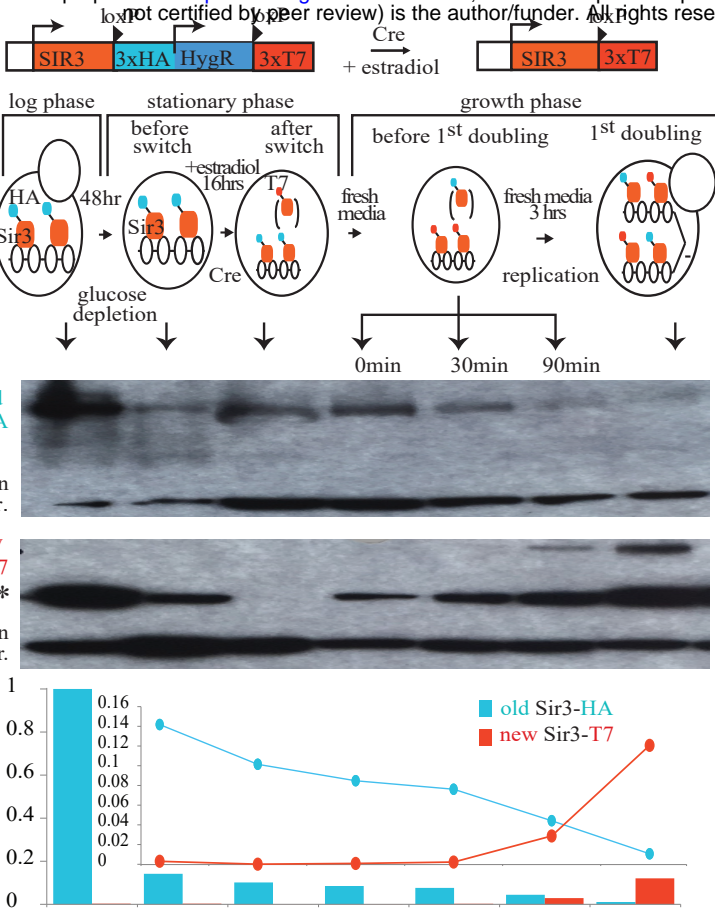 not certified by peer review) is the author/funder. All rights rese
loxP loxP loxP
SIR3 3xHA HygR 3xT7
Cre
+ estradiol
SIR3 3xT7
log phase stationary phase growth phase
before switch
after switch
before 1st doubling
1st doubling
HA
Sir3
48hr
glucose depletion
Sir3
+estradiol
16hrs
T7
Cre
fresh media
fresh media
3 hrs
replication
0min 30min 90min
A
n
r.
7
*
n
r.
1
0.8
0.6
0.4
0.2
0
0.16
0.14
0.12
0.1
0.08
0.06
0.04
0.02
0
old Sir3-HA
new Sir3-T7